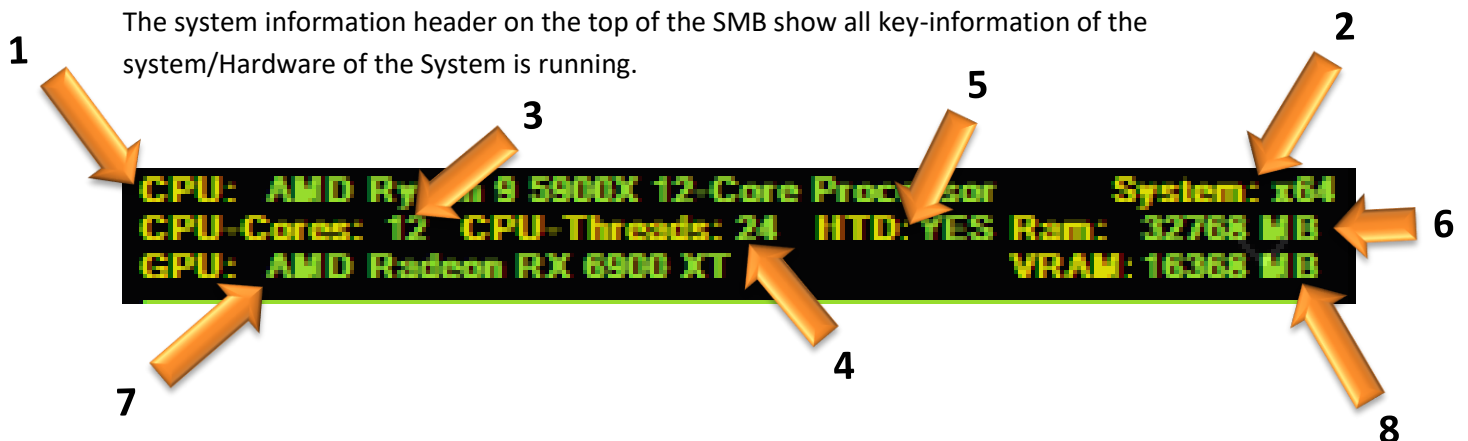 The system information header on the top of the SMB show all key-information of the
system/Hardware of the System is running.
1
2
3
5
CPU: AMD Ryzen 9 5900X 12-Core Processor System: x64
CPU-Cores: 12 CPU-Threads: 24 HTD: YES Ram: 32768 MB
6
GPU: AMD Radeon RX 6900 XT VRAM: 16368 MB
4
7
8